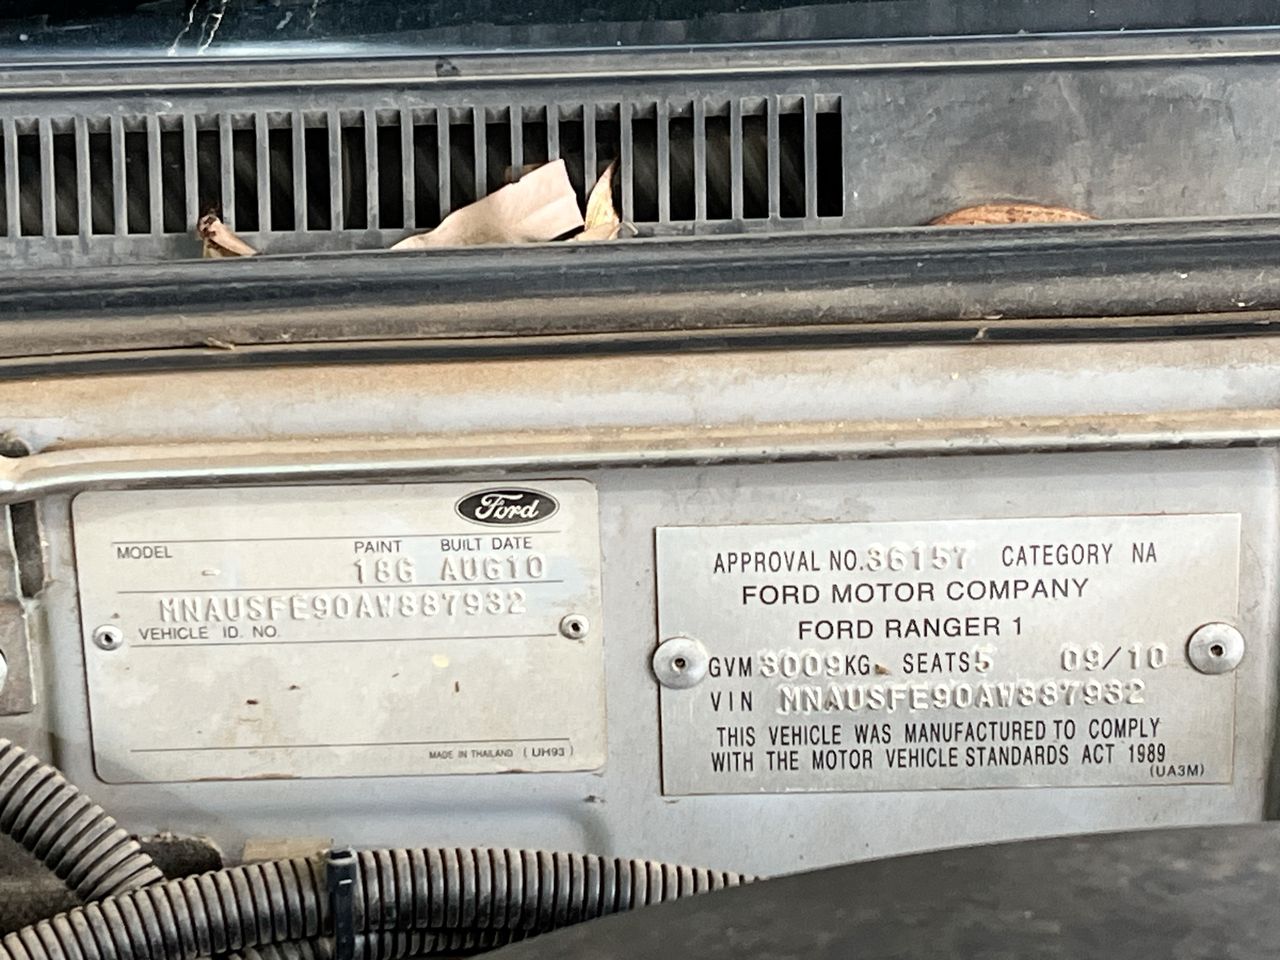 Ford
MODEL PAINT BUILT DATE
- 18G AUG10
MNAUSFE90AW887932
VEHICLE ID. NO.
MADE IN THAILAND (UH93)
APPROVAL NO.36157 CATEGORY NA
FORD MOTOR COMPANY
FORD RANGER 1
GVM 3009KG SEATS5 09/10
VIN MNAUSFE90AW887932
THIS VEHICLE WAS MANUFACTURED TO COMPLY
WITH THE MOTOR VEHICLE STANDARDS ACT 1989
(UA3M)